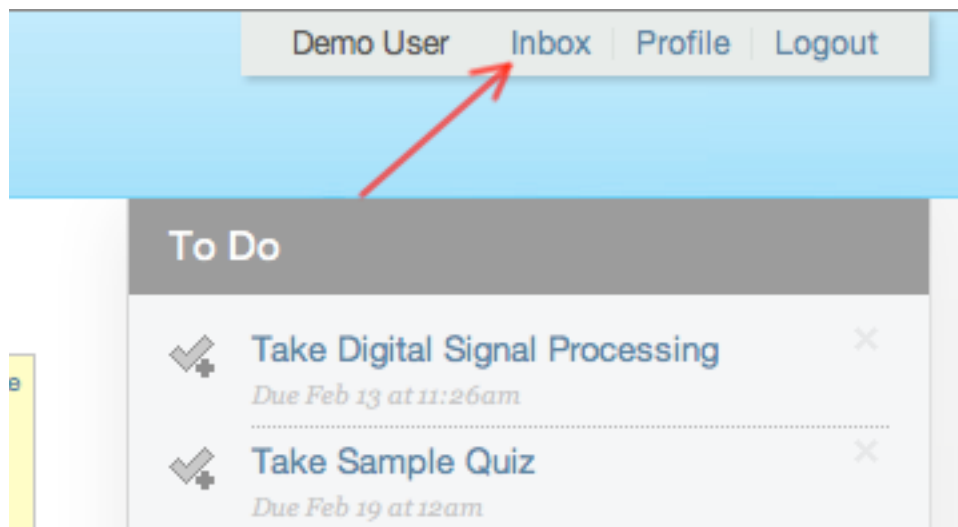 Demo User Inbox Profile Logout
To Do
Take Digital Signal Processing
Due Feb 13 at 11:26am
e
Take Sample Quiz
Due Feb 19 at 12am